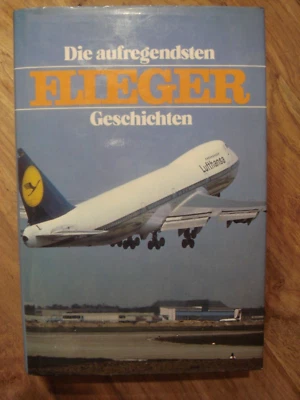 Die aufregendsten
FLIEGER
Geschichten
Lufthansa